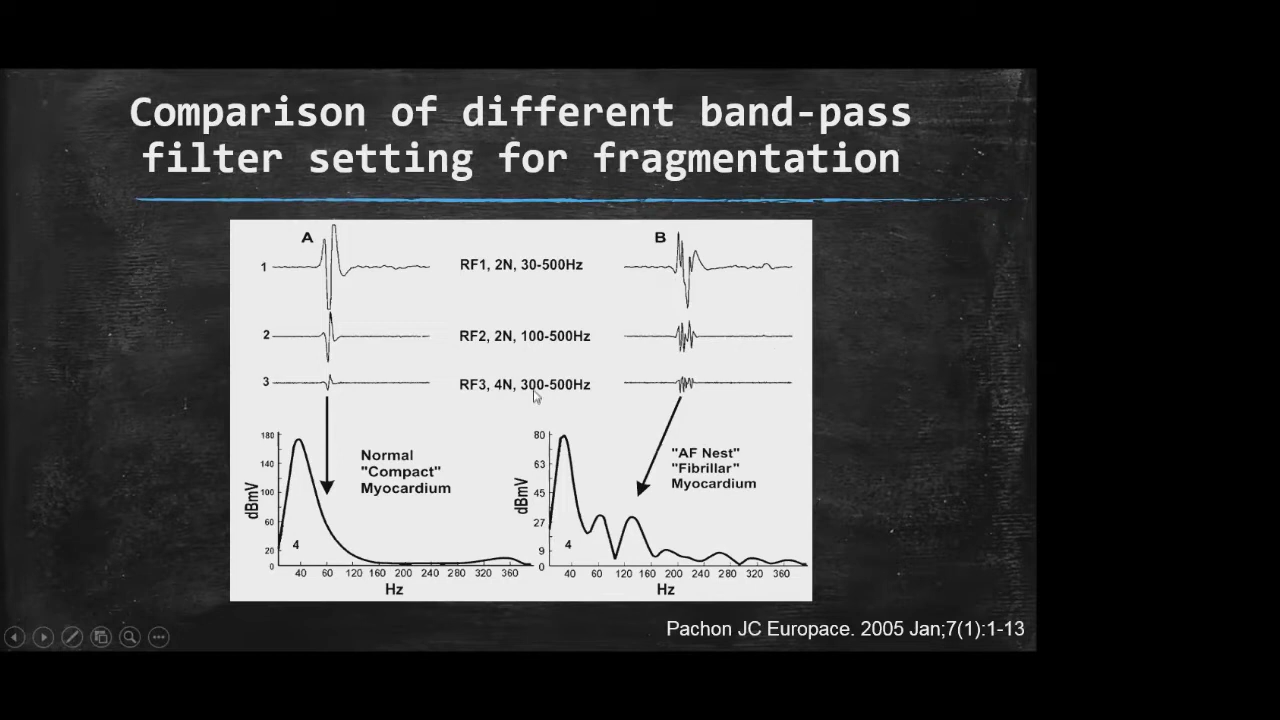 Comparison of different band-pass
filter setting for fragmentation
A
B
1
RF1, 2N, 30-500Hz
2
RF2, 2N, 100-500Hz
3
RF3, 4N, 300-500Hz
180
140
100
60
20
0
dBmV
4
Normal
"Compact"
Myocardium
40 60 120 160 200 240 280 320 360
Hz
80
63
45
27
9
0
dBmV
4
"AF Nest"
"Fibrillar"
Myocardium
40 60 120 160 200 260 280 320 360
Hz
Pachon JC Europace. 2005 Jan;7(1):1-13